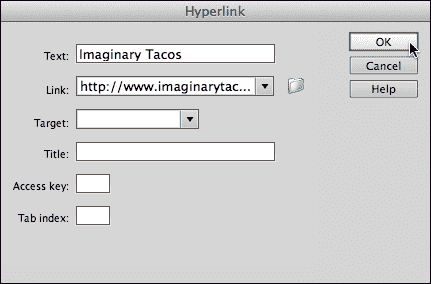 Hyperlink
Text: Imaginary Tacos
OK
Link: http://www.imaginarytac...
Cancel
Help
Target:
Title:
Access key:
Tab index: